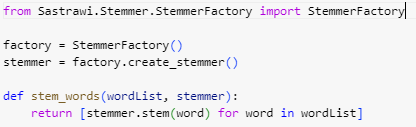 from Sastrawi.Stemmer.StemmerFactory import StemmerFactory
factory = StemmerFactory()
stemmer = factory.create_stemmer()
def stem_words(wordList, stemmer):
    return [stemmer.stem(word) for word in wordList]